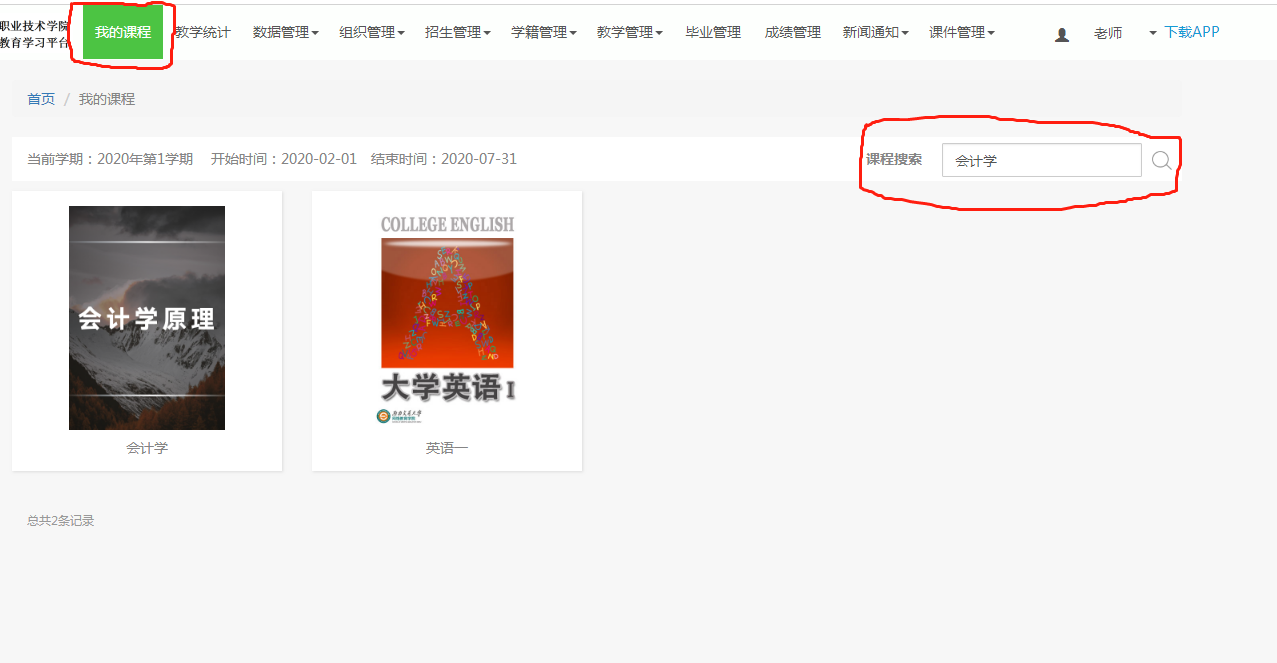 职业技术学院
教育学习平台
我的课程 教学统计 数据管理 组织管理 招生管理 学籍管理 教学管理 毕业管理 成绩管理 新闻通知 课件管理 老师 下载APP
首页 / 我的课程
当前学期：2020年第1学期 开始时间：2020-02-01 结束时间：2020-07-31 课程搜索 会计学
会计学原理
COLLEGE ENGLISH
大学英语 I
会计学 英语一
总共2条记录